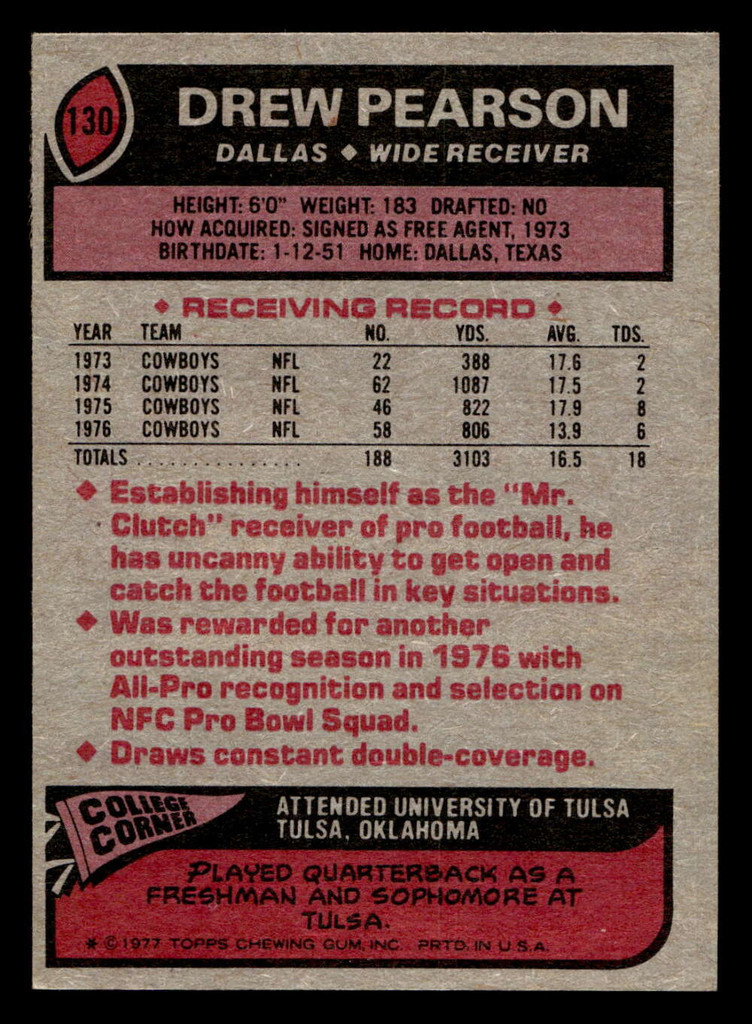 130
DREW PEARSON
DALLAS ◆ WIDE RECEIVER
HEIGHT: 6'0" WEIGHT: 183 DRAFTED: NO
HOW ACQUIRED: SIGNED AS FREE AGENT, 1973
BIRTHDATE: 1-12-51 HOME: DALLAS, TEXAS
◆ RECEIVING RECORD ◆
YEAR TEAM NO. YDS. AVG. TDS.
1973 COWBOYS NFL 22 388 17.6 2
1974 COWBOYS NFL 62 1087 17.5 2
1975 COWBOYS NFL 46 822 17.9 8
1976 COWBOYS NFL 58 806 13.9 6
TOTALS ................ 188 3103 16.5 18
◆ Establishing himself as the "Mr.
Clutch" receiver of pro football, he
has uncanny ability to get open and
catch the football in key situations.
◆ Was rewarded for another
outstanding season in 1976 with
All-Pro recognition and selection on
NFC Pro Bowl Squad.
◆ Draws constant double-coverage.
COLLEGE
CORNER
ATTENDED UNIVERSITY OF TULSA
TULSA, OKLAHOMA
PLAYED QUARTERBACK AS A
FRESHMAN AND SOPHOMORE AT
TULSA.
* © 1977 TOPPS CHEWING GUM, INC. PRTD. IN U.S.A.